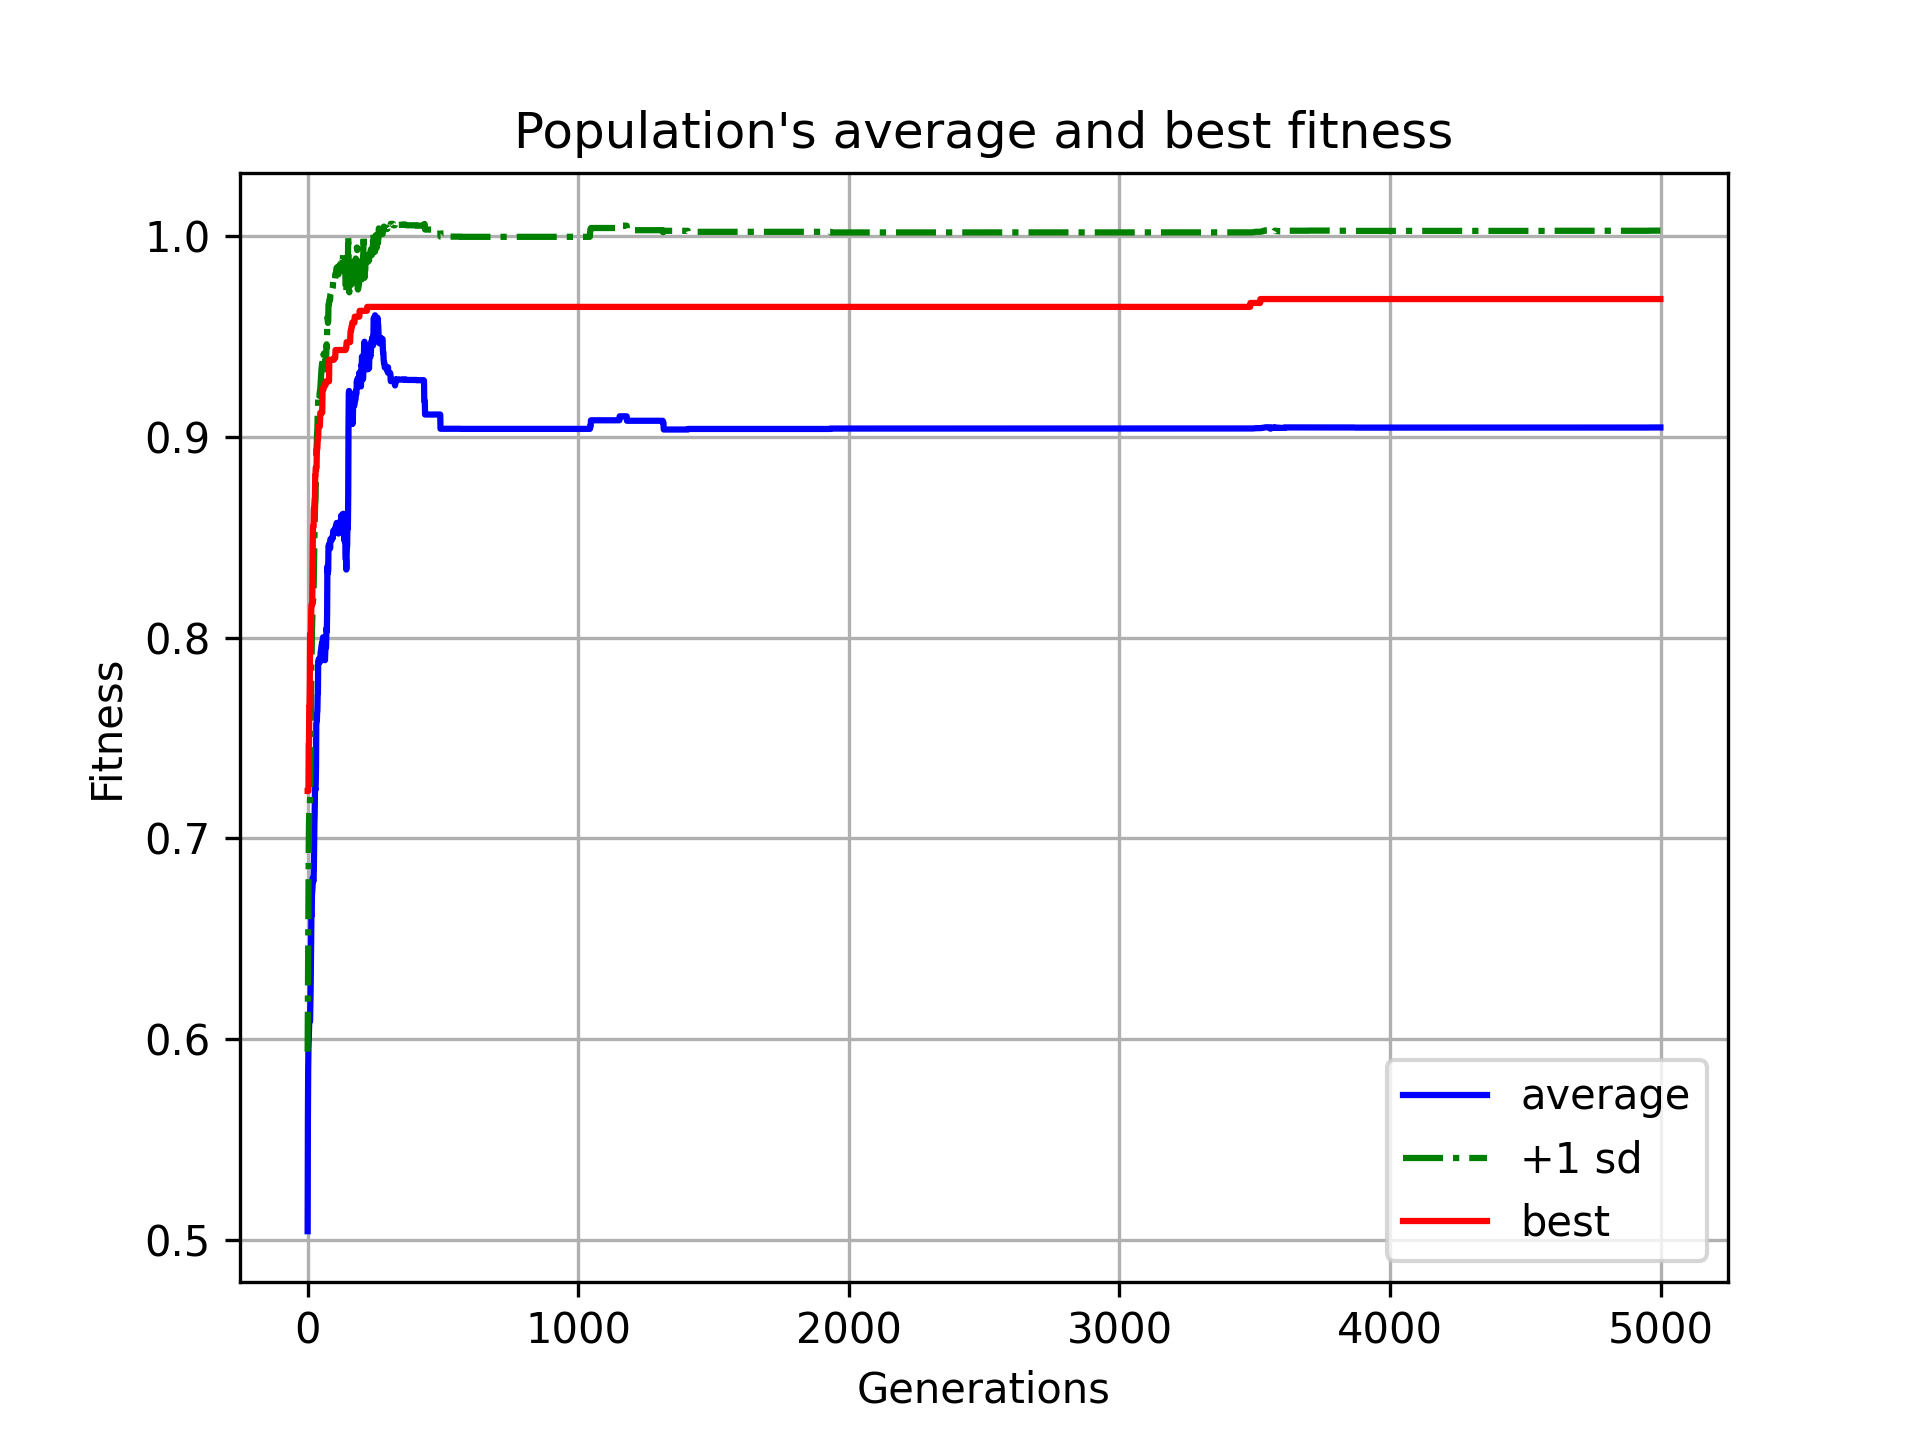 Population's average and best fitness
1.0
0.9
0.8
0.7
0.6
0.5
Fitness
0 1000 2000 3000 4000 5000
Generations
average
+1 sd
best